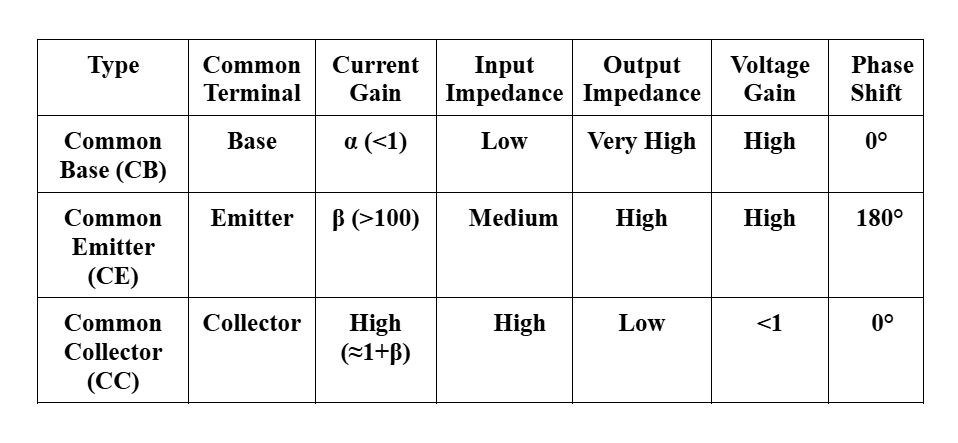 Type Common Current Input Output Voltage Phase
Terminal Gain Impedance Impedance Gain Shift
Common Base α (<1) Low Very High High 0°
Base (CB)
Common Emitter β (>100) Medium High High 180°
Emitter
(CE)
Common Collector High High Low <1 0°
Collector (≈1+β)
(CC)